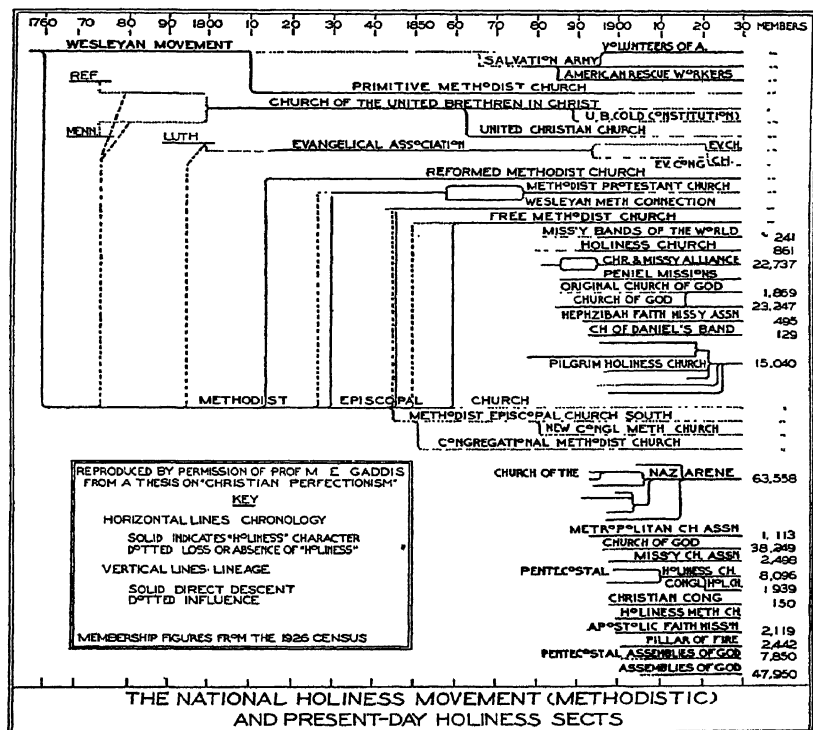 1760 70 80 90 1800 10 20 30 40 1850 60 70 80 90 1900 10 20 30 MEMBERS
WESLEYAN MOVEMENT
VOLUNTEERS OF A.
SALVATION ARMY
AMERICAN RESCUE WORKERS
REF.
PRIMITIVE METHODIST CHURCH
CHURCH OF THE UNITED BRETHREN IN CHRIST
U.B. (OLD CONSTITUTION)
MENN.
UNITED CHRISTIAN CHURCH
LUTH
EVANGELICAL ASSOCIATION
EV. CH.
EV. CONG CH.
REFORMED METHODIST CHURCH
METHODIST PROTESTANT CHURCH
WESLEYAN METH CONNECTION
FREE METHODIST CHURCH
MISS'Y BANDS OF THE WORLD 241
HOLINESS CHURCH 861
CHR & MISSY ALLIANCE 22,737
PENIEL MISSIONS
ORIGINAL CHURCH OF GOD 1,869
CHURCH OF GOD 23,247
HEPHZIBAH FAITH MISSY ASSN 495
CH OF DANIEL'S BAND 129
PILGRIM HOLINESS CHURCH 15,040
METHODIST EPISCOPAL CHURCH
METHODIST EPISCOPAL CHURCH SOUTH
NEW CONGL METH CHURCH
CONGREGATIONAL METHODIST CHURCH
CHURCH OF THE NAZARENE 63,558
METROPOLITAN CH ASSN 1,113
CHURCH OF GOD 38,249
MISS'Y CH. ASSN 2,498
PENTECOSTAL HOLINESS CH. 8,096
CONGL HOL. CH. 1939
CHRISTIAN CONG 150
HOLINESS METH CH
APOSTOLIC FAITH MISS'N 2,119
PILLAR OF FIRE 2,442
PENTECOSTAL ASSEMBLIES OF GOD 7,850
ASSEMBLIES OF GOD 47,950
REPRODUCED BY PERMISSION OF PROF M. E. GADDIS
FROM A THESIS ON "CHRISTIAN PERFECTIONISM"
KEY
HORIZONTAL LINES CHRONOLOGY
SOLID INDICATES "HOLINESS" CHARACTER
DOTTED LOSS OR ABSENCE OF "HOLINESS"
VERTICAL LINES· LINEAGE
SOLID DIRECT DESCENT
DOTTED INFLUENCE
MEMBERSHIP FIGURES FROM THE 1926 CENSUS
THE NATIONAL HOLINESS MOVEMENT (METHODISTIC)
AND PRESENT-DAY HOLINESS SECTS